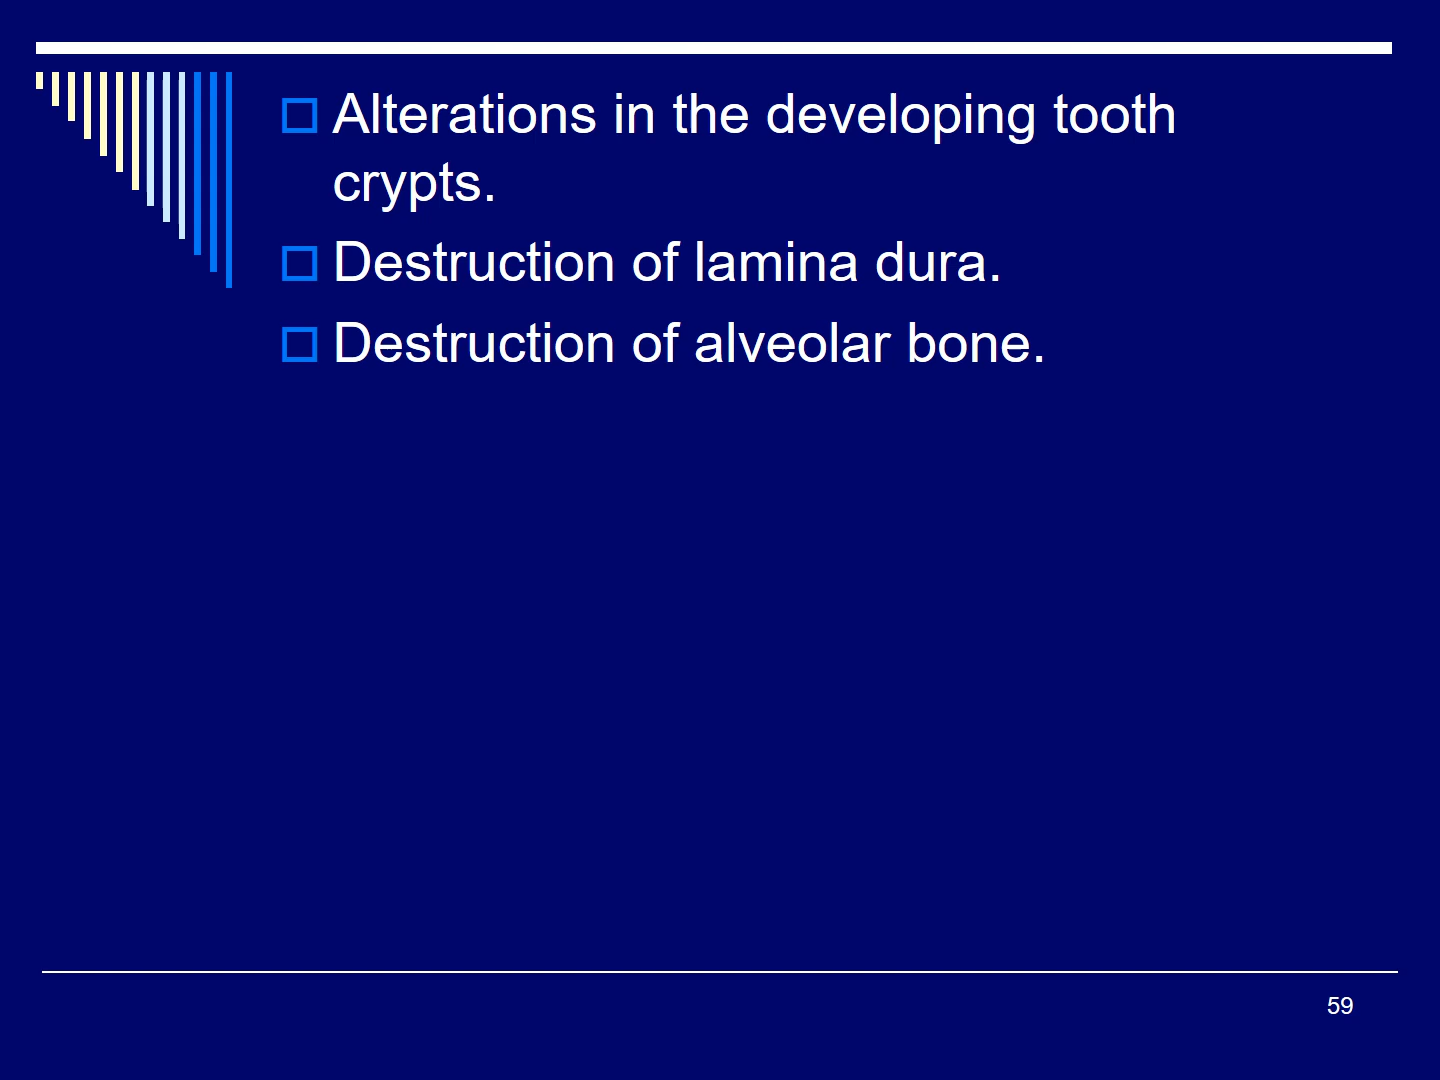 Alterations in the developing tooth
crypts.
Destruction of lamina dura.
Destruction of alveolar bone.
59